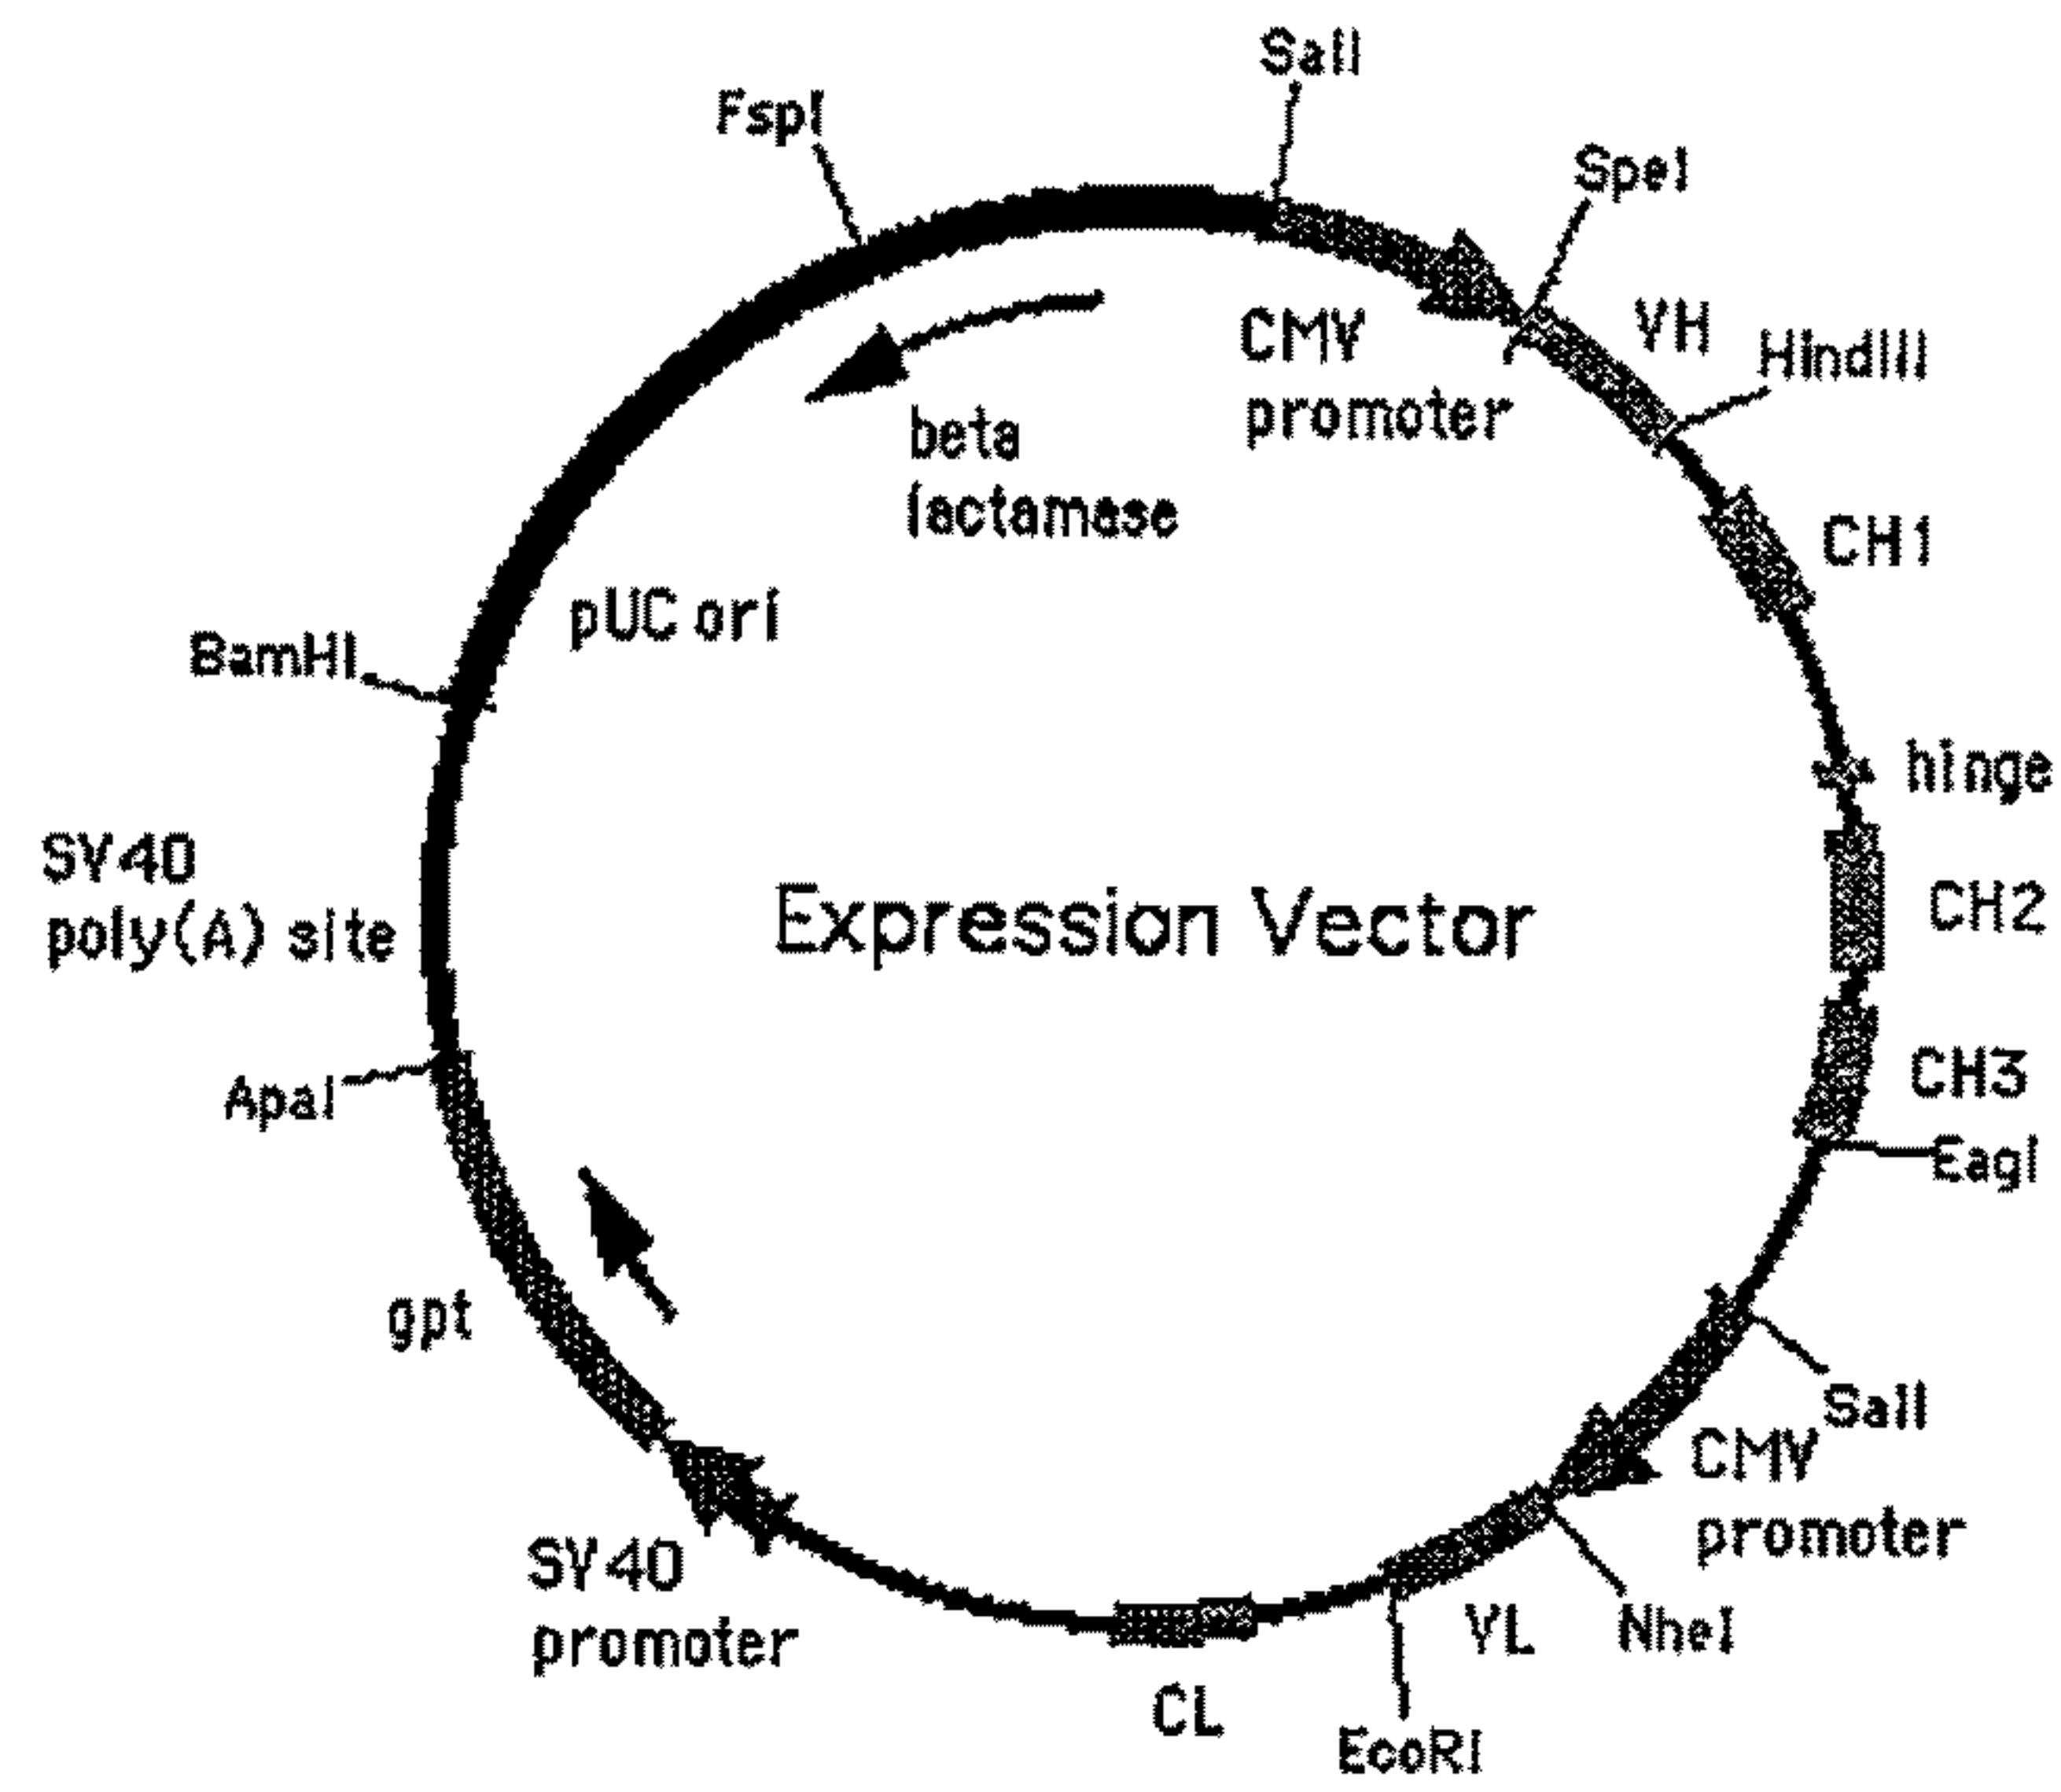 SalI
FspI
SpeI
VH
HindIII
CMV
promoter
beta
lactamase
CH1
pUC ori
BamHI
hinge
SV40
poly(A) site
Expression Vector
CH2
CH3
ApaI
EagI
gpt
SalI
CMV
promoter
SV40
promoter
VL
NheI
CL
EcoRI